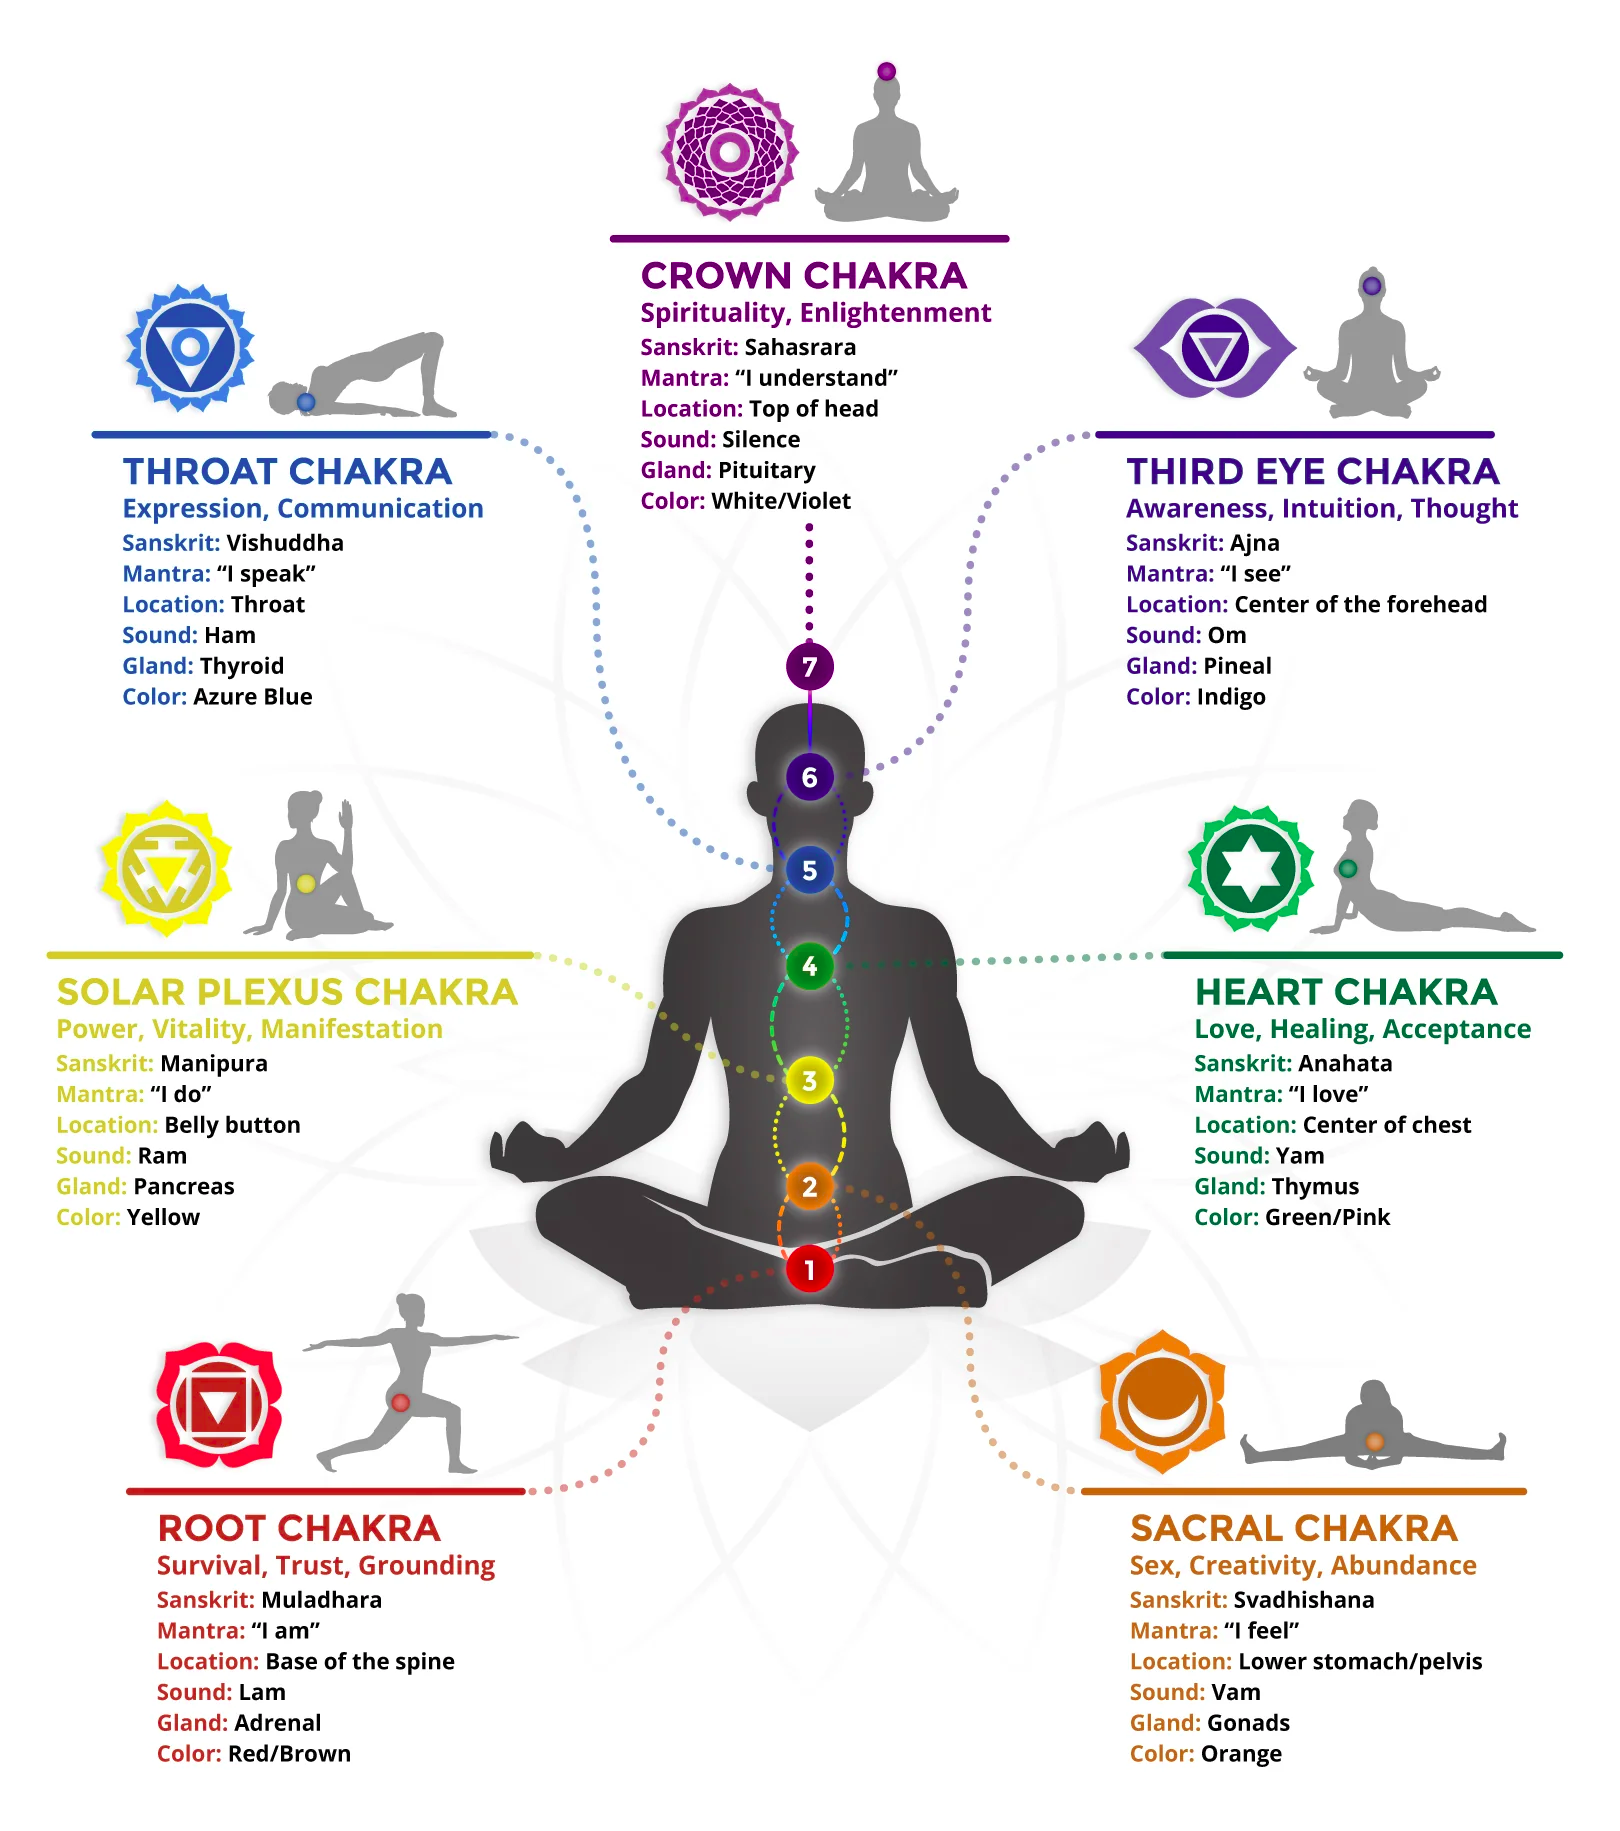 CROWN CHAKRA
Spirituality, Enlightenment
Sanskrit: Sahasrara
Mantra: “I understand”
Location: Top of head
Sound: Silence
Gland: Pituitary
Color: White/Violet
THROAT CHAKRA
Expression, Communication
Sanskrit: Vishuddha
Mantra: “I speak”
Location: Throat
Sound: Ham
Gland: Thyroid
Color: Azure Blue
THIRD EYE CHAKRA
Awareness, Intuition, Thought
Sanskrit: Ajna
Mantra: “I see”
Location: Center of the forehead
Sound: Om
Gland: Pineal
Color: Indigo
7
6
5
4
3
2
1
SOLAR PLEXUS CHAKRA
Power, Vitality, Manifestation
Sanskrit: Manipura
Mantra: “I do”
Location: Belly button
Sound: Ram
Gland: Pancreas
Color: Yellow
HEART CHAKRA
Love, Healing, Acceptance
Sanskrit: Anahata
Mantra: “I love”
Location: Center of chest
Sound: Yam
Gland: Thymus
Color: Green/Pink
ROOT CHAKRA
Survival, Trust, Grounding
Sanskrit: Muladhara
Mantra: “I am”
Location: Base of the spine
Sound: Lam
Gland: Adrenal
Color: Red/Brown
SACRAL CHAKRA
Sex, Creativity, Abundance
Sanskrit: Svadhishana
Mantra: “I feel”
Location: Lower stomach/pelvis
Sound: Vam
Gland: Gonads
Color: Orange